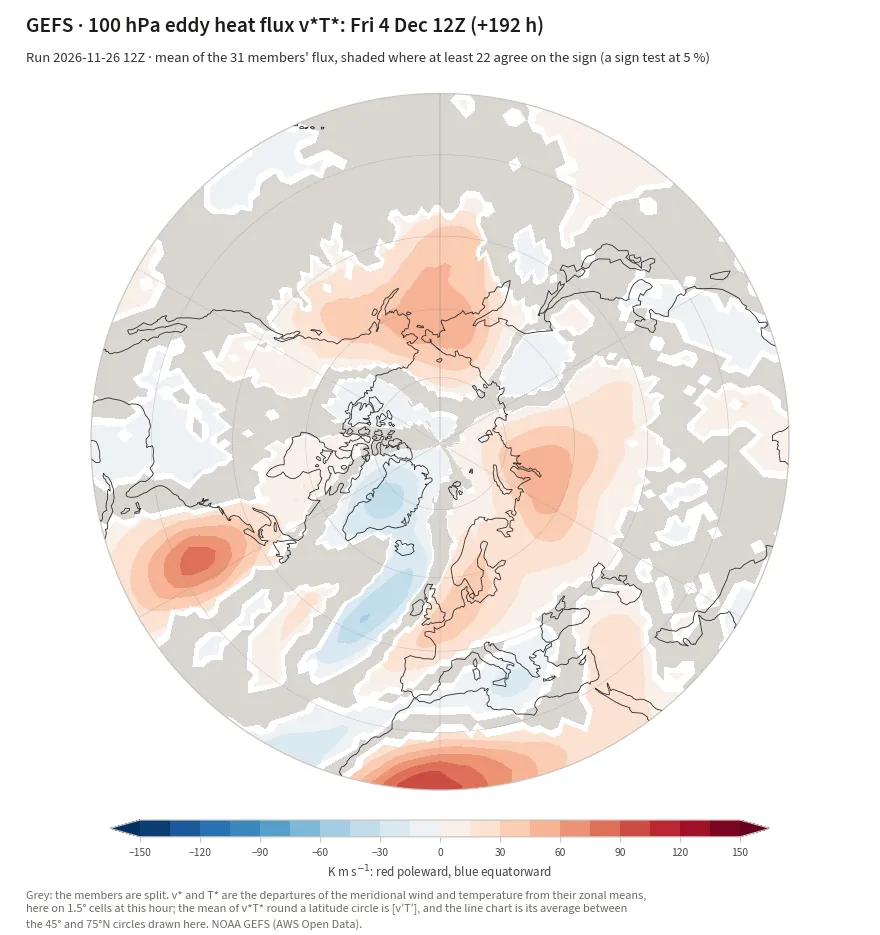 GEFS · 100 hPa eddy heat flux v*T*: Fri 4 Dec 12Z (+192 h)
Run 2026-11-26 12Z · mean of the 31 members' flux, shaded where at least 22 agree on the sign (a sign test at 5 %)
−150 −120 −90 −60 −30 0 30 60 90 120 150
K m s⁻¹: red poleward, blue equatorward
Grey: the members are split. v* and T* are the departures of the meridional wind and temperature from their zonal means,
here on 1.5° cells at this hour; the mean of v*T* round a latitude circle is [v′T′], and the line chart is its average between
the 45° and 75°N circles drawn here. NOAA GEFS (AWS Open Data).